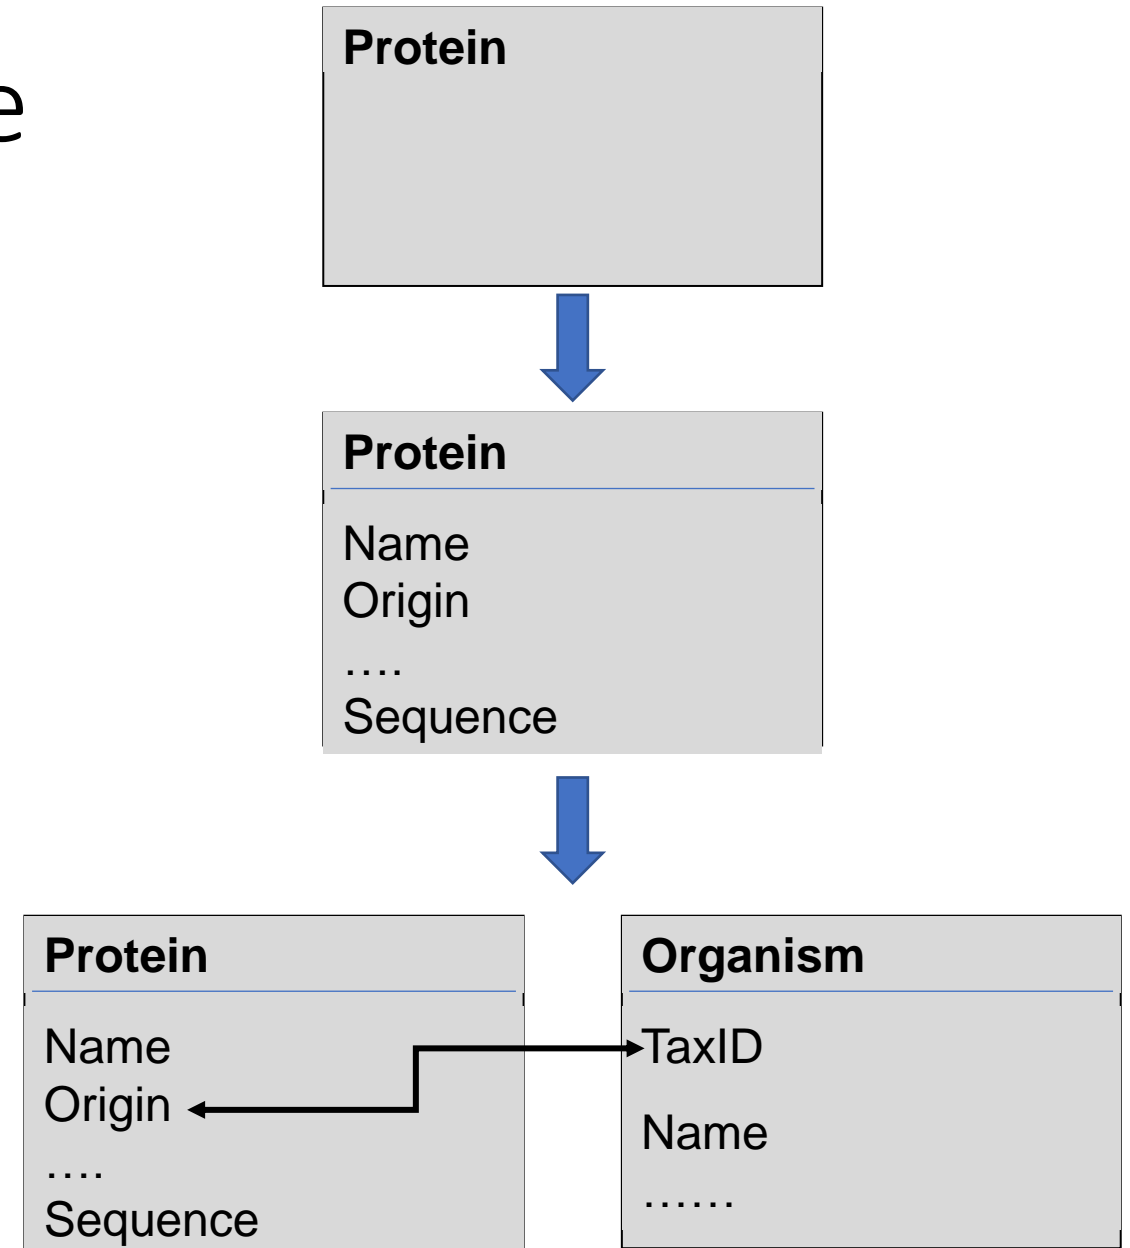 e
Protein
Protein
Name
Origin
….
Sequence
Protein
Name
Origin
….
Sequence
Organism
TaxID
Name
……